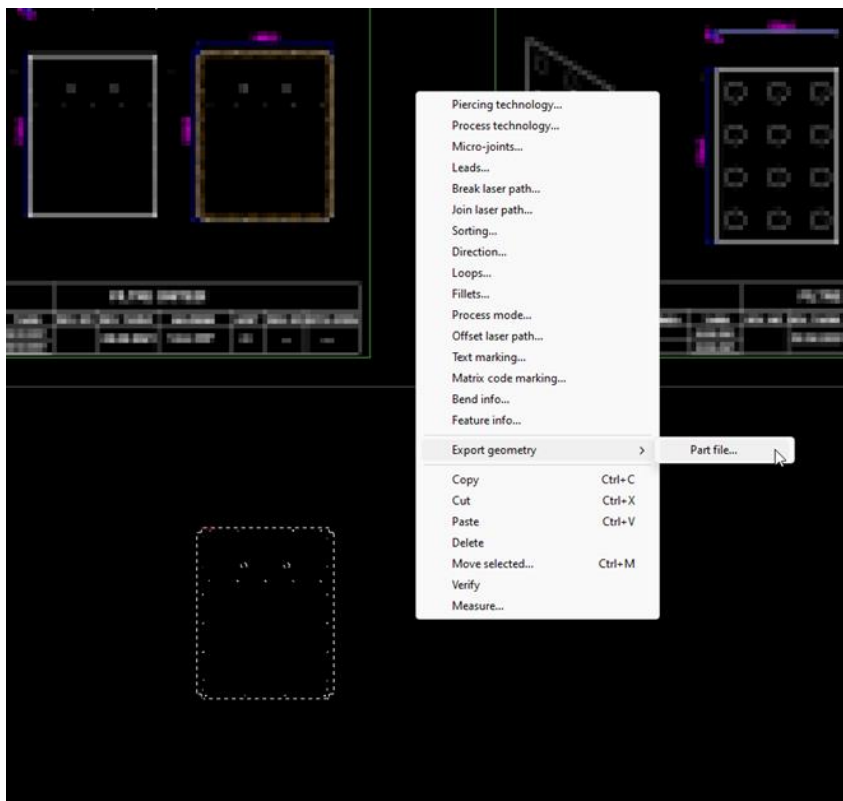 Piercing technology...
Process technology...
Micro-joints...
Leads...
Break laser path...
Join laser path...
Sorting...
Direction...
Loops...
Fillets...
Process mode...
Offset laser path...
Text marking...
Matrix code marking...
Bend info...
Feature info...
Export geometry > Part file...
Copy Ctrl+C
Cut Ctrl+X
Paste Ctrl+V
Delete
Move selected... Ctrl+M
Verify
Measure...